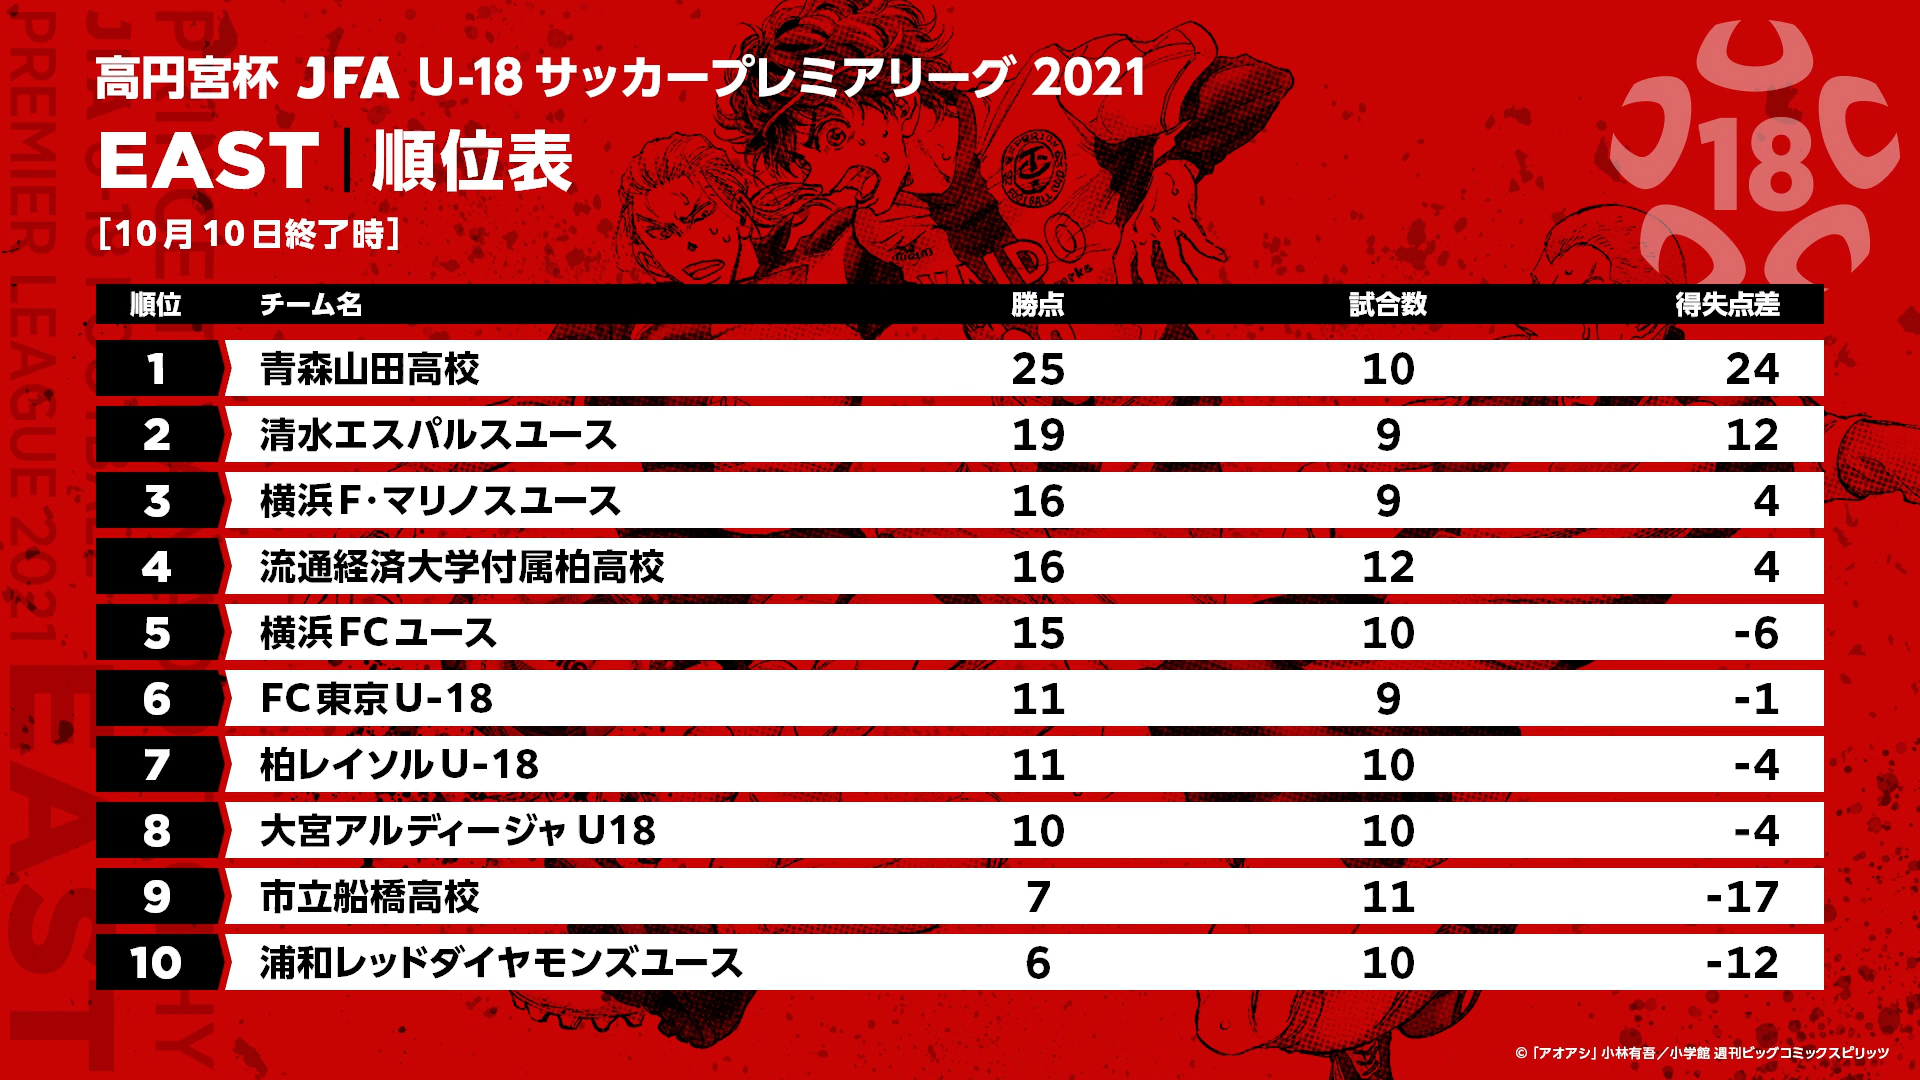 高円宮杯 JFA U-18 サッカープレミアリーグ 2021
EAST 順位表
[10月10日終了時]
18
順位 チーム名 勝点 試合数 得失点差
1 青森山田高校 25 10 24
2 清水エスパルスユース 19 9 12
3 横浜F・マリノスユース 16 9 4
4 流通経済大学付属柏高校 16 12 4
5 横浜FCユース 15 10 -6
6 FC東京U-18 11 9 -1
7 柏レイソルU-18 11 10 -4
8 大宮アルディージャU18 10 10 -4
9 市立船橋高校 7 11 -17
10 浦和レッドダイヤモンズユース 6 10 -12
PREMIER LEAGUE 2021
EAST
©「アオアシ」小林有吾／小学館 週刊ビッグコミックスピリッツ